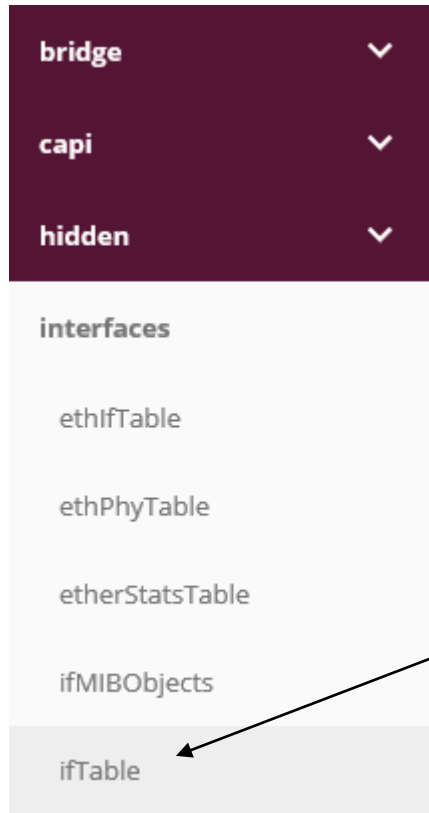 bridge
capi
hidden
interfaces
ethIfTable
ethPhyTable
etherStatsTable
ifMIBObjects
ifTable